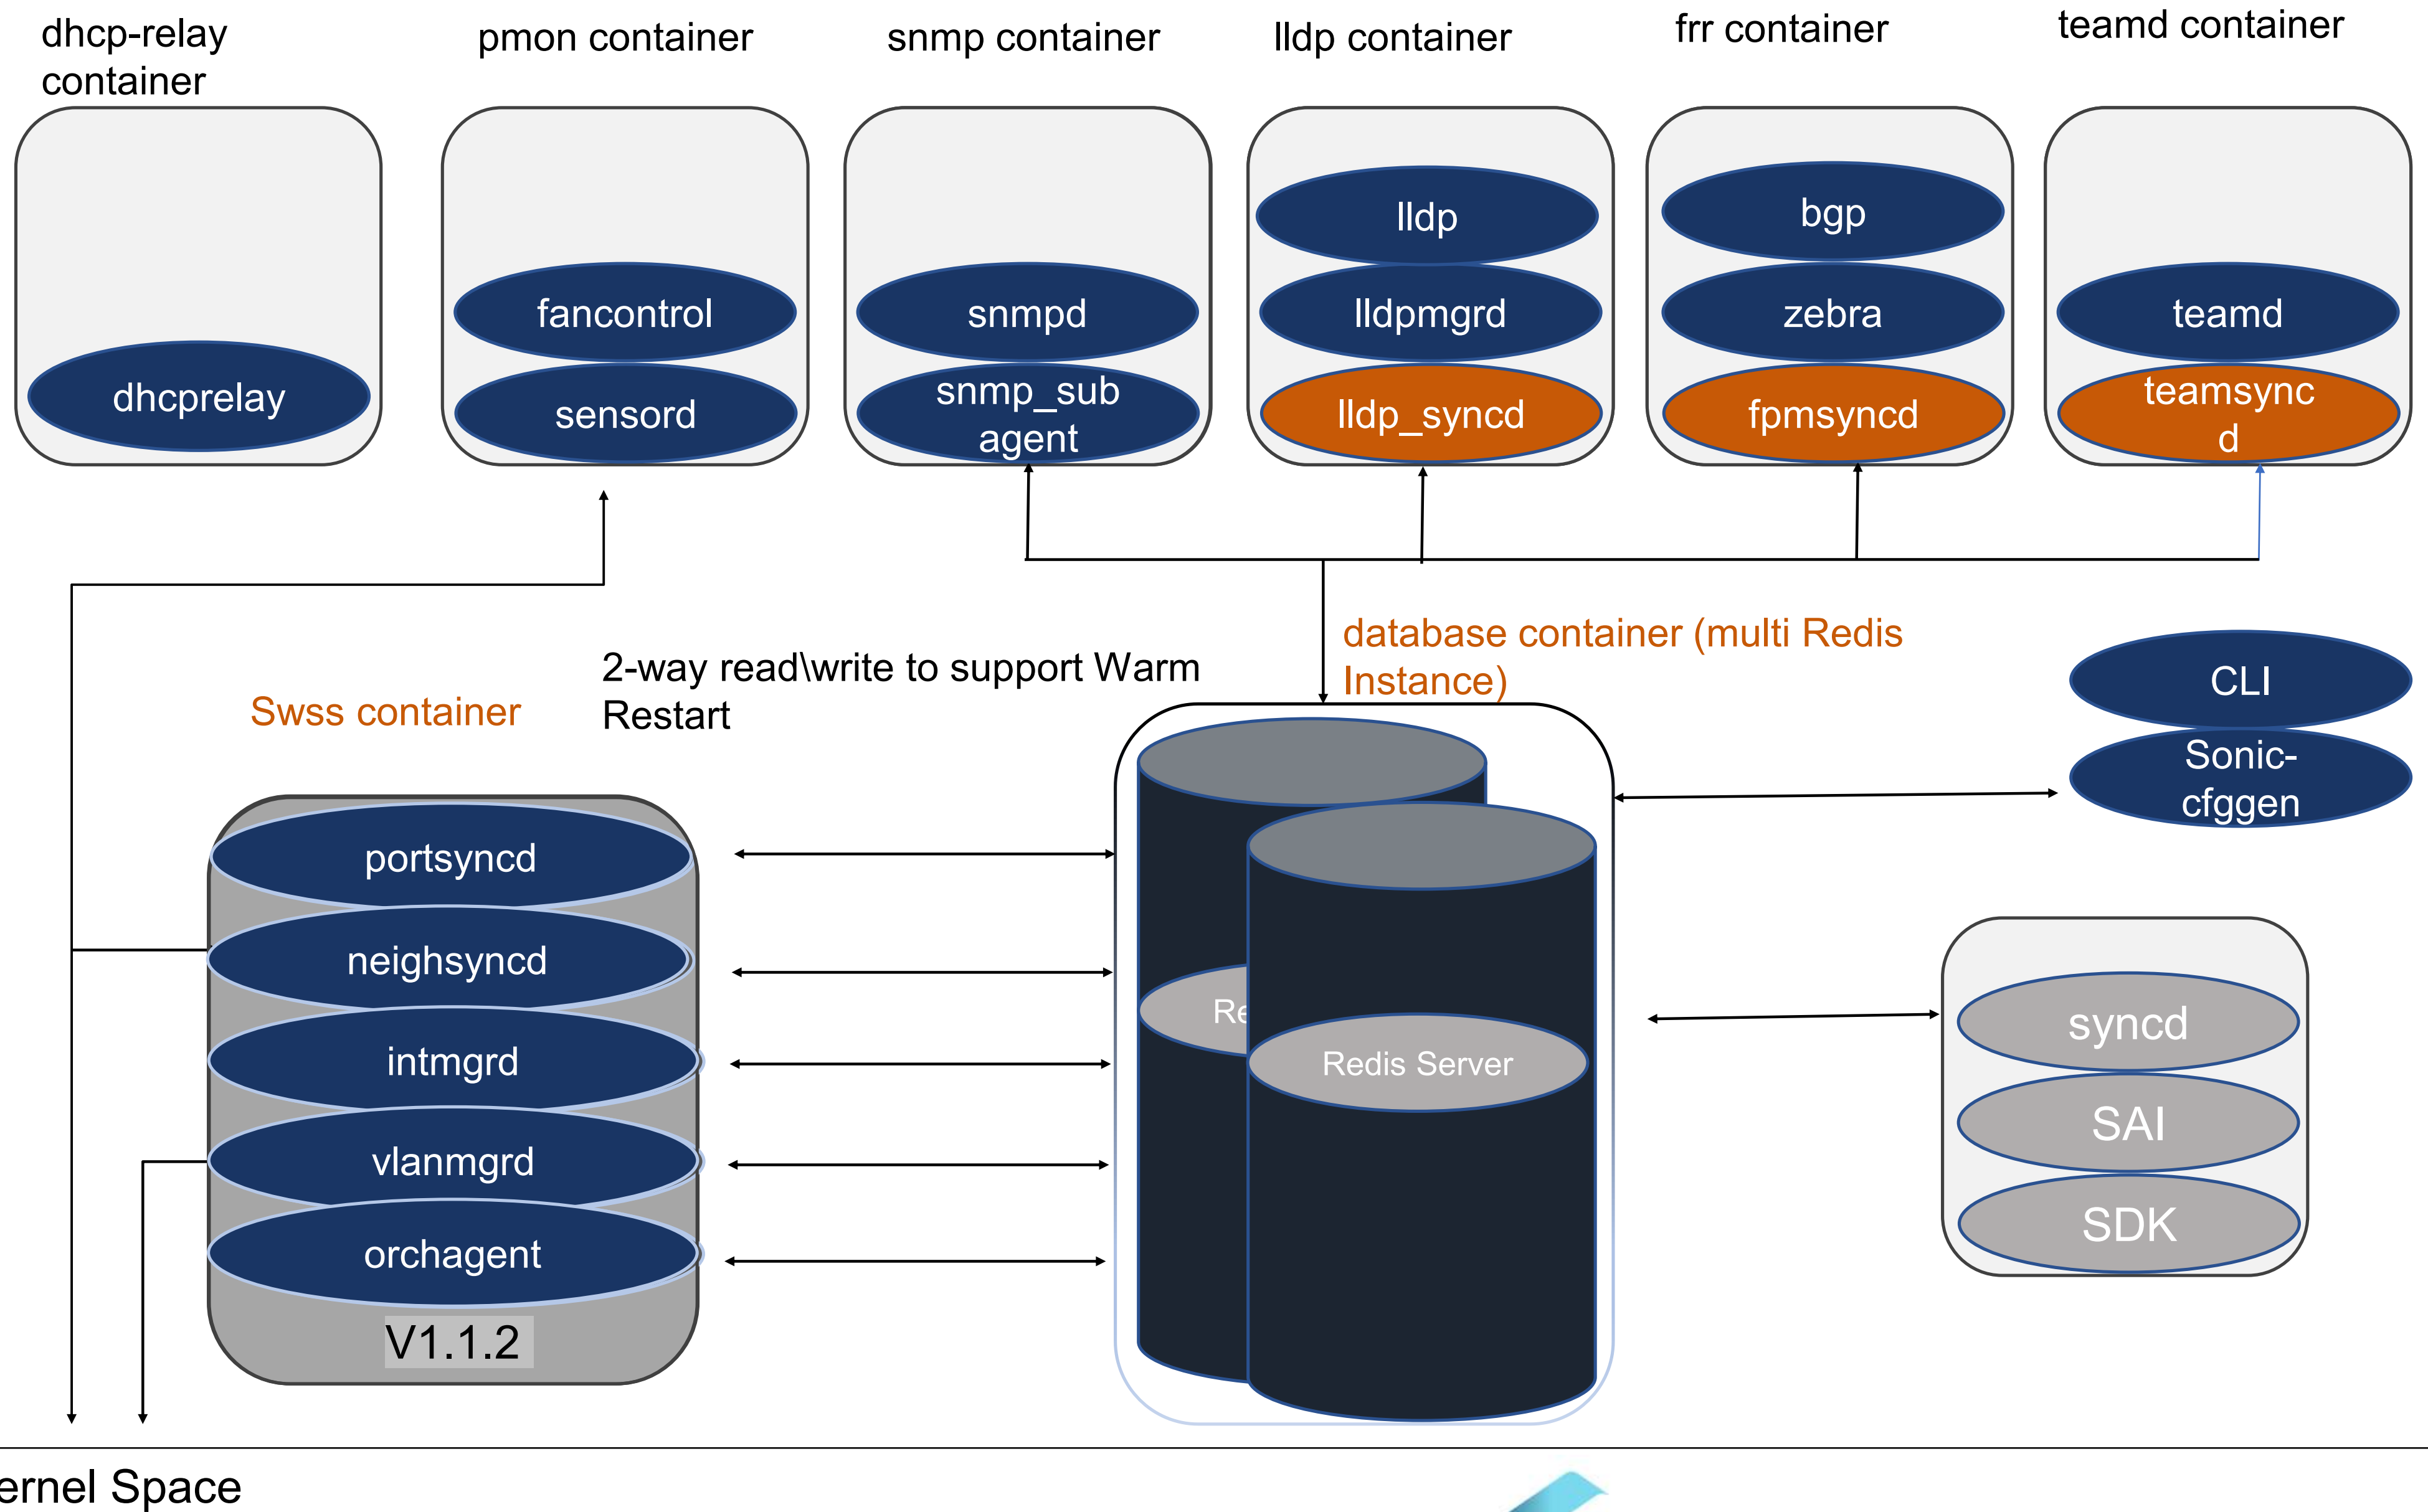 dhcp-relay
container
pmon container
snmp container
lldp container
frr container
teamd container
dhcprelay
fancontrol
sensord
snmpd
snmp_sub
agent
lldp
lldpmgrd
lldp_syncd
bgp
zebra
fpmsyncd
teamd
teamsync
d
database container (multi Redis
Instance)
2-way read\write to support Warm
Restart
Swss container
CLI
Sonic-
cfggen
portsyncd
neighsyncd
intmgrd
vlanmgrd
orchagent
V1.1.2
Re
Redis Server
syncd
SAI
SDK
ernel Space